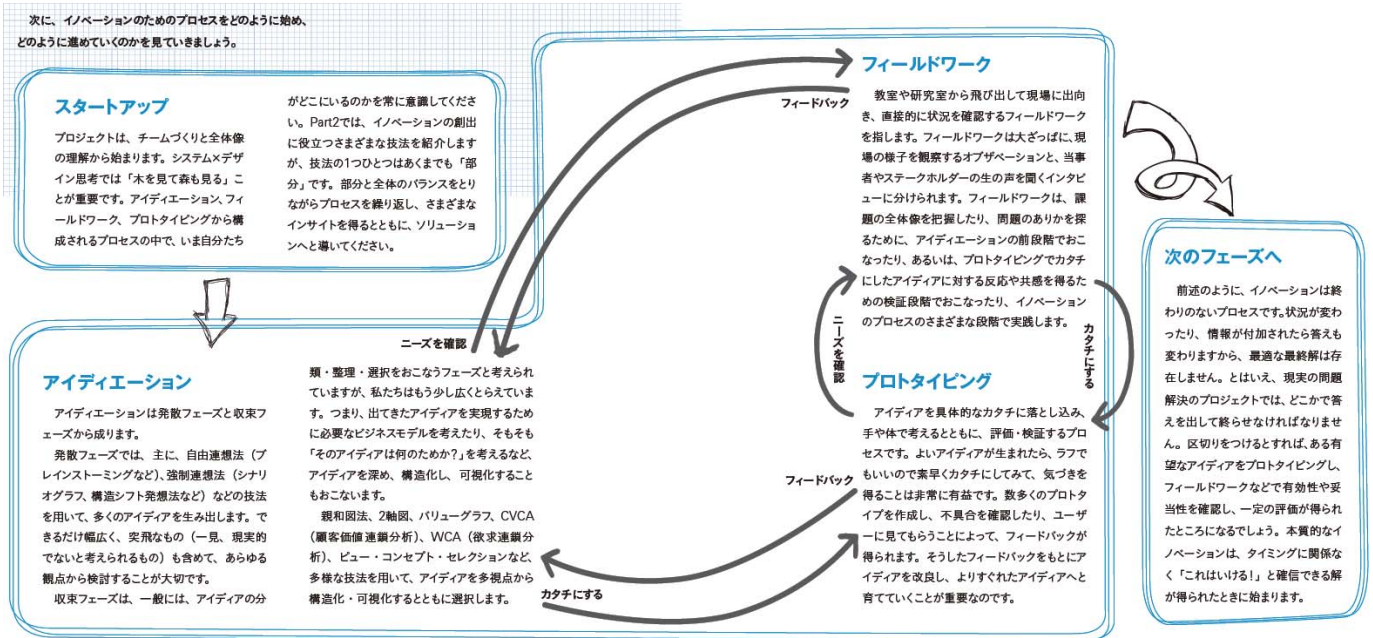 次に、イノベーションのためのプロセスをどのように始め、
どのように進めていくのかを見ていきましょう。
スタートアップ
プロジェクトは、チームづくりと全体像
の理解から始まります。システム×デザ
イン思考では「木を見て森も見る」こ
とが重要です。アイディエーション、フィ
ールドワーク、プロトタイピングから構
成されるプロセスの中で、いま自分たち
がどこにいるのかを常に意識してくださ
い。Part2では、イノベーションの創出
に役立つさまざまな技法を紹介します
が、技法の1つひとつはあくまでも「部
分」です。部分と全体のバランスをとり
ながらプロセスを繰り返し、さまざまな
インサイトを得るとともに、ソリューショ
ンへと導いてください。
アイディエーション
アイディエーションは発散フェーズと収束フ
ェーズから成ります。
発散フェーズでは、主に、自由連想法（ブ
レインストーミングなど）、強制連想法（シナリ
オグラフ、構造シフト発想法など）などの技法
を用いて、多くのアイディアを生み出します。で
きるだけ幅広く、突飛なもの（一見、現実的
でないと考えられるもの）も含めて、あらゆる
観点から検討することが大切です。
収束フェーズは、一般には、アイディアの分
類・整理・選択をおこなうフェーズと考えられ
ていますが、私たちはもう少し広くとらえていま
す。つまり、出てきたアイディアを実現するため
に必要なビジネスモデルを考えたり、そもそも
「そのアイディアは何のためか？」を考えるなど、
アイディアを深め、構造化し、可視化すること
もおこないます。
親和図法、2軸図、バリューグラフ、CVCA
（顧客価値連鎖分析）、WCA（欲求連鎖分
析）、ピュー・コンセプト・セレクションなど、
多様な技法を用いて、アイディアを多視点から
構造化・可視化するとともに選択します。
ニーズを確認
フィードバック
フィールドワーク
教室や研究室から飛び出して現場に出向
き、直接的に状況を確認するフィールドワーク
を指します。フィールドワークは大ざっぱに、現
場の様子を観察するオブザベーションと、当事
者やステークホルダーの生の声を聞くインタビ
ューに分けられます。フィールドワークは、課
題の全体像を把握したり、問題のありかを探
るために、アイディエーションの前段階でおこ
なったり、あるいは、プロトタイピングでカタチ
にしたアイディアに対する反応や共感を得るた
めの検証段階でおこなったり、イノベーション
のプロセスのさまざまな段階で実践します。
ニーズを確認
カタチにする
プロトタイピング
アイディアを具体的なカタチに落とし込み、
手や体で考えるとともに、評価・検証するプロ
セスです。よいアイディアが生まれたら、ラフで
もいいので素早くカタチにしてみて、気づきを
得ることは非常に有益です。数多くのプロトタ
イプを作成し、不具合を確認したり、ユーザ
ーに見てもらうことによって、フィードバックが
得られます。そうしたフィードバックをもとにア
イディアを改良し、よりすぐれたアイディアへと
育てていくことが重要なのです。
フィードバック
カタチにする
次のフェーズへ
前述のように、イノベーションは終
わりのないプロセスです。状況が変わ
ったり、情報が付加されたら答えも
変わりますから、最適な最終解は存
在しません。とはいえ、現実の問題
解決のプロジェクトでは、どこかで答
えを出して終らせなければなりませ
ん。区切りをつけるとすれば、ある有
望なアイディアをプロトタイピングし、
フィールドワークなどで有効性や妥
当性を確認し、一定の評価が得られ
たところになるでしょう。本質的なイ
ノベーションは、タイミングに関係な
く「これはいける！」と確信できる解
が得られたときに始まります。